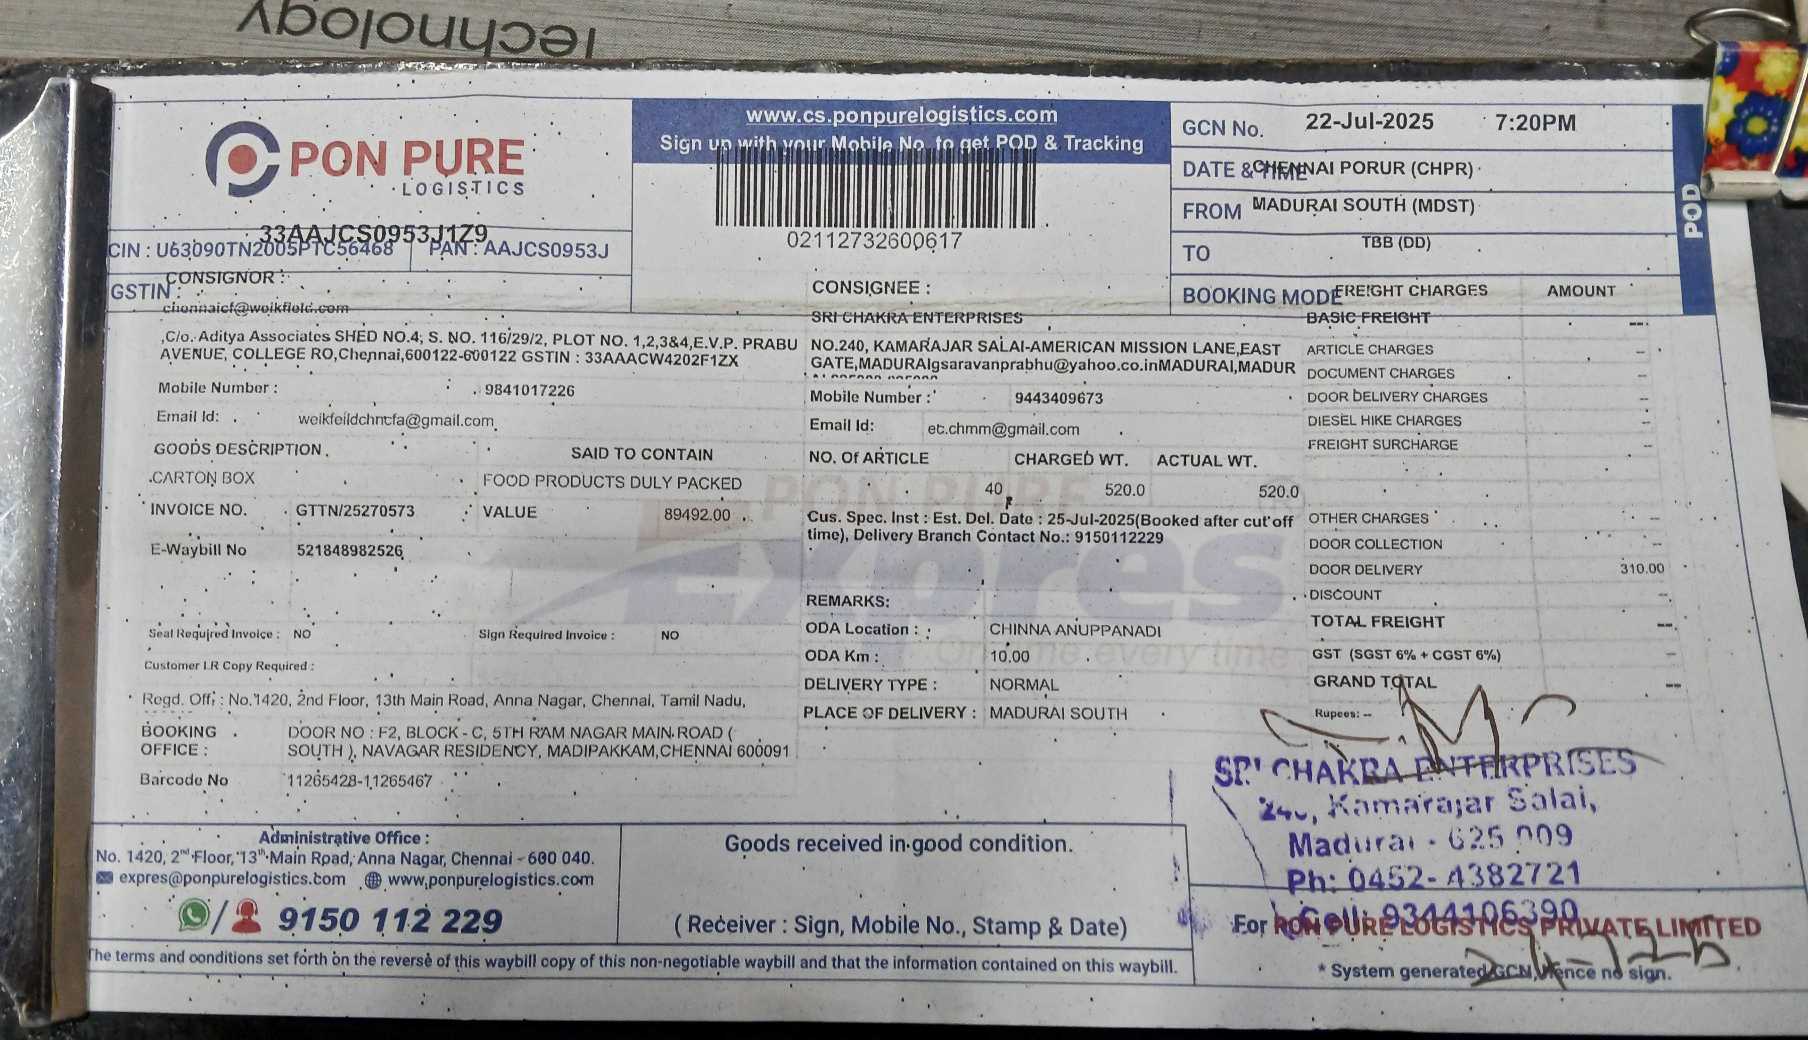 Technology
PON PURE
LOGISTICS
33AAJCS0953J1Z9
CIN : U63090TN2005PTC56468 PAN : AAJCS0953J
GSTIN :
www.cs.ponpurelogistics.com
Sign up with your Mobile No. to get POD & Tracking
02112732600617
GCN No. 22-Jul-2025 7:20PM
DATE & TIME CHENNAI PORUR (CHPR)
FROM MADURAI SOUTH (MDST)
TO TBB (DD)
BOOKING MODE
POD
CONSIGNOR :
chennaicf@weikfield.com
C/o. Aditya Associates SHED NO.4; S. NO. 116/29/2, PLOT NO. 1,2,3&4,E.V.P. PRABU
AVENUE, COLLEGE RO,Chennai,600122-600122 GSTIN : 33AAACW4202F1ZX
Mobile Number : 9841017226
Email Id: weikfeildchncfa@gmail.com
CONSIGNEE :
SRI CHAKRA ENTERPRISES
NO.240, KAMARAJAR SALAI-AMERICAN MISSION LANE,EAST
GATE,MADURAIgsaravanprabhu@yahoo.co.inMADURAI,MADUR
Mobile Number : 9443409673
Email Id: et.chmm@gmail.com
GOODS DESCRIPTION SAID TO CONTAIN
CARTON BOX FOOD PRODUCTS DULY PACKED
INVOICE NO. GTTN/25270573 VALUE 89492.00
E-Waybill No 521848982526
NO. Of ARTICLE CHARGED WT. ACTUAL WT.
40 520.0 520.0
Cus. Spec. Inst : Est. Del. Date : 25-Jul-2025(Booked after cut off
time), Delivery Branch Contact No.: 9150112229
PON PURE
Expres
On time every time
REMARKS:
ODA Location : CHINNA ANUPPANADI
ODA Km : 10.00
DELIVERY TYPE : NORMAL
PLACE OF DELIVERY : MADURAI SOUTH
FREIGHT CHARGES AMOUNT
BASIC FREIGHT --
ARTICLE CHARGES --
DOCUMENT CHARGES --
DOOR DELIVERY CHARGES --
DIESEL HIKE CHARGES --
FREIGHT SURCHARGE --
OTHER CHARGES --
DOOR COLLECTION --
DOOR DELIVERY 310.00
DISCOUNT --
TOTAL FREIGHT --
GST (SGST 6% + CGST 6%) --
GRAND TOTAL --
Rupees: --
Seal Required Invoice : NO Sign Required Invoice : NO
Customer LR Copy Required :
Regd. Off, : No.1420, 2nd Floor, 13th Main Road, Anna Nagar, Chennai, Tamil Nadu,
BOOKING OFFICE : DOOR NO : F2, BLOCK - C, 5TH RAM NAGAR MAIN ROAD (
SOUTH ), NAVAGAR RESIDENCY, MADIPAKKAM,CHENNAI 600091
Barcode No 11265428-11265467
SRI CHAKRA ENTERPRISES
240, Kamarajar Salai,
Madurai - 625 009
Ph: 0452- 4382721
Cell: 9344106390
Administrative Office :
No. 1420, 2nd Floor, 13th Main Road, Anna Nagar, Chennai - 600 040.
expres@ponpurelogistics.com www.ponpurelogistics.com
9150 112 229
Goods received in good condition.
( Receiver : Sign, Mobile No., Stamp & Date)
For PON PURE LOGISTICS PRIVATE LIMITED
* System generated GCN, Hence no sign.
The terms and conditions set forth on the reverse of this waybill copy of this non-negotiable waybill and that the information contained on this waybill.